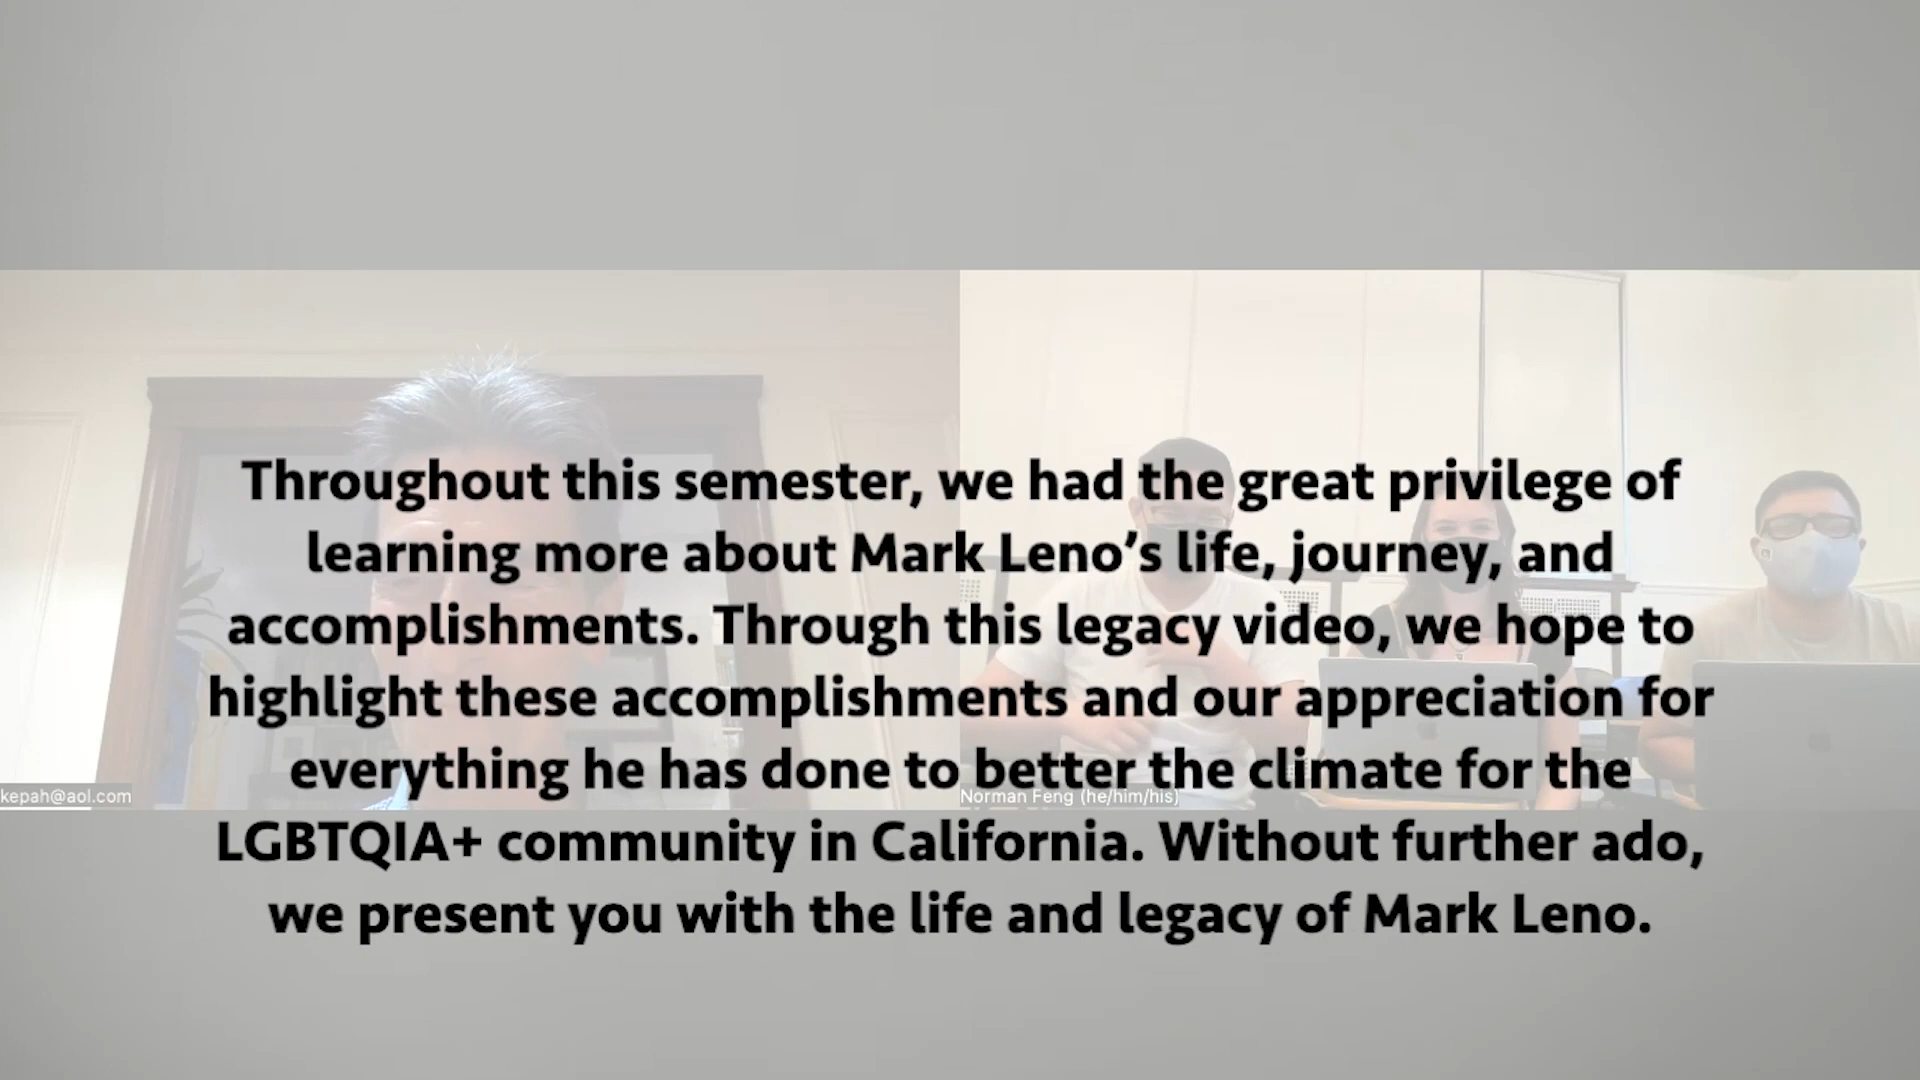 Throughout this semester, we had the great privilege of
learning more about Mark Leno’s life, journey, and
accomplishments. Through this legacy video, we hope to
highlight these accomplishments and our appreciation for
everything he has done to better the climate for the
kepah@aol.com
Norman Feng (he/him/his)
LGBTQIA+ community in California. Without further ado,
we present you with the life and legacy of Mark Leno.